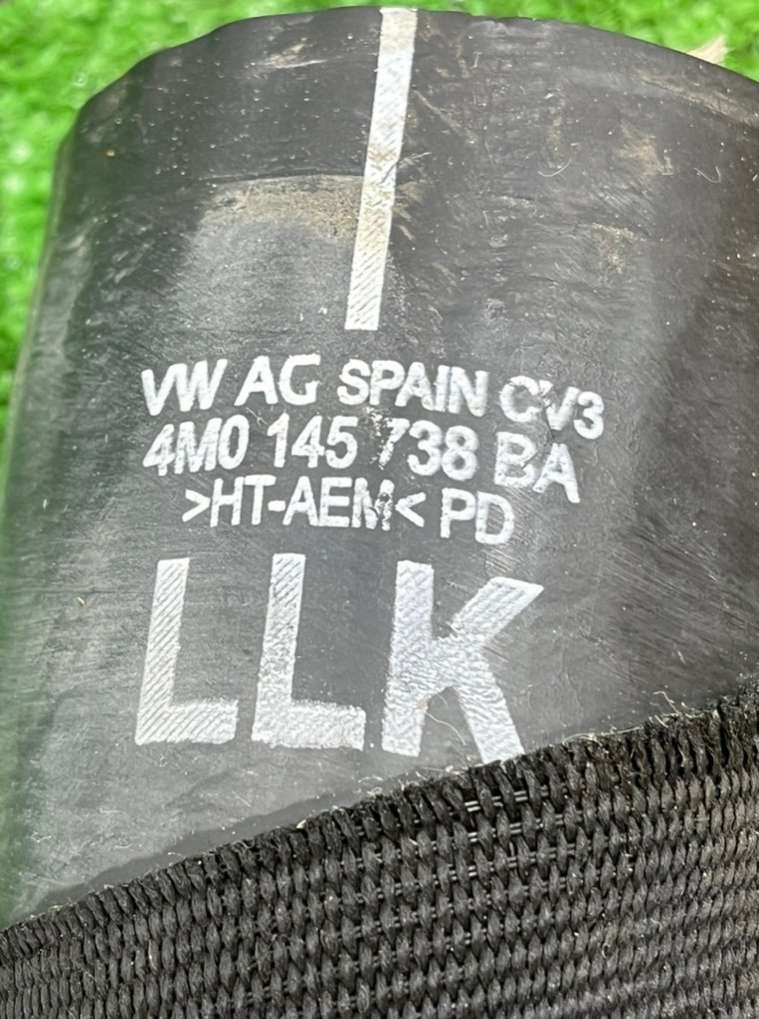 VW AG SPAIN CV3
4M0 145 738 BA
>HT-AEM< PD
LLK